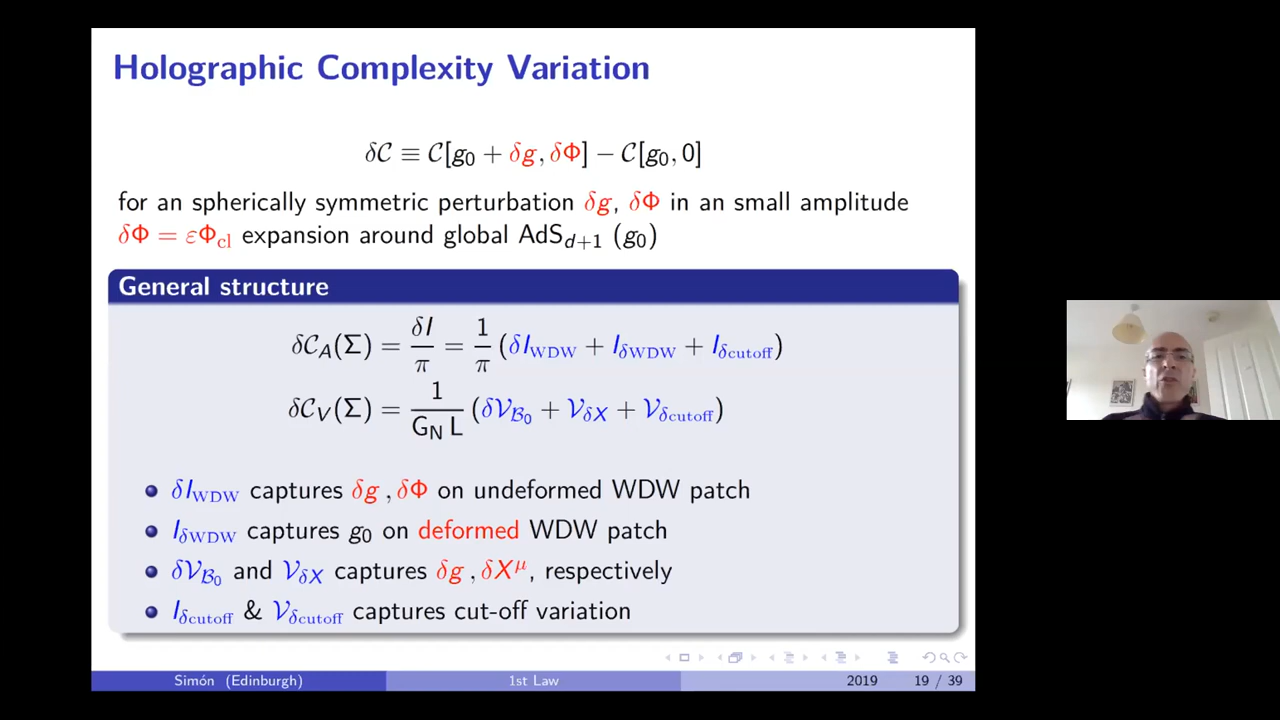 Holographic Complexity Variation
δ𝒞 ≡ 𝒞[g₀ + δg, δΦ] − 𝒞[g₀, 0]
for an spherically symmetric perturbation δg, δΦ in an small amplitude
δΦ = εΦ_cl expansion around global AdS_{d+1} (g₀)
General structure
δ𝒞_A(Σ) = δI/π = 1/π (δI_WDW + I_δWDW + I_δcutoff)
δ𝒞_V(Σ) = 1/(G_N L) (δ𝒱_ℬ₀ + 𝒱_δX + 𝒱_δcutoff)
δI_WDW captures δg , δΦ on undeformed WDW patch
I_δWDW captures g₀ on deformed WDW patch
δ𝒱_ℬ₀ and 𝒱_δX captures δg , δX^μ, respectively
I_δcutoff & 𝒱_δcutoff captures cut-off variation
Simón (Edinburgh) 1st Law 2019 19 / 39